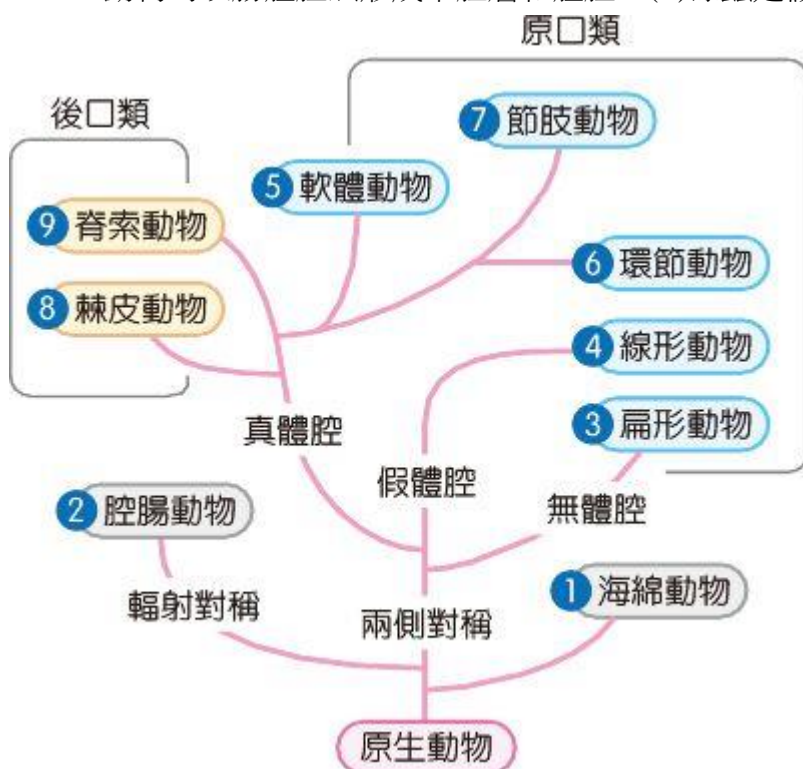 原口類
後口類
7 節肢動物
5 軟體動物
9 脊索動物
6 環節動物
8 棘皮動物
4 線形動物
3 扁形動物
真體腔
假體腔
無體腔
2 腔腸動物
1 海綿動物
輻射對稱
兩側對稱
原生動物